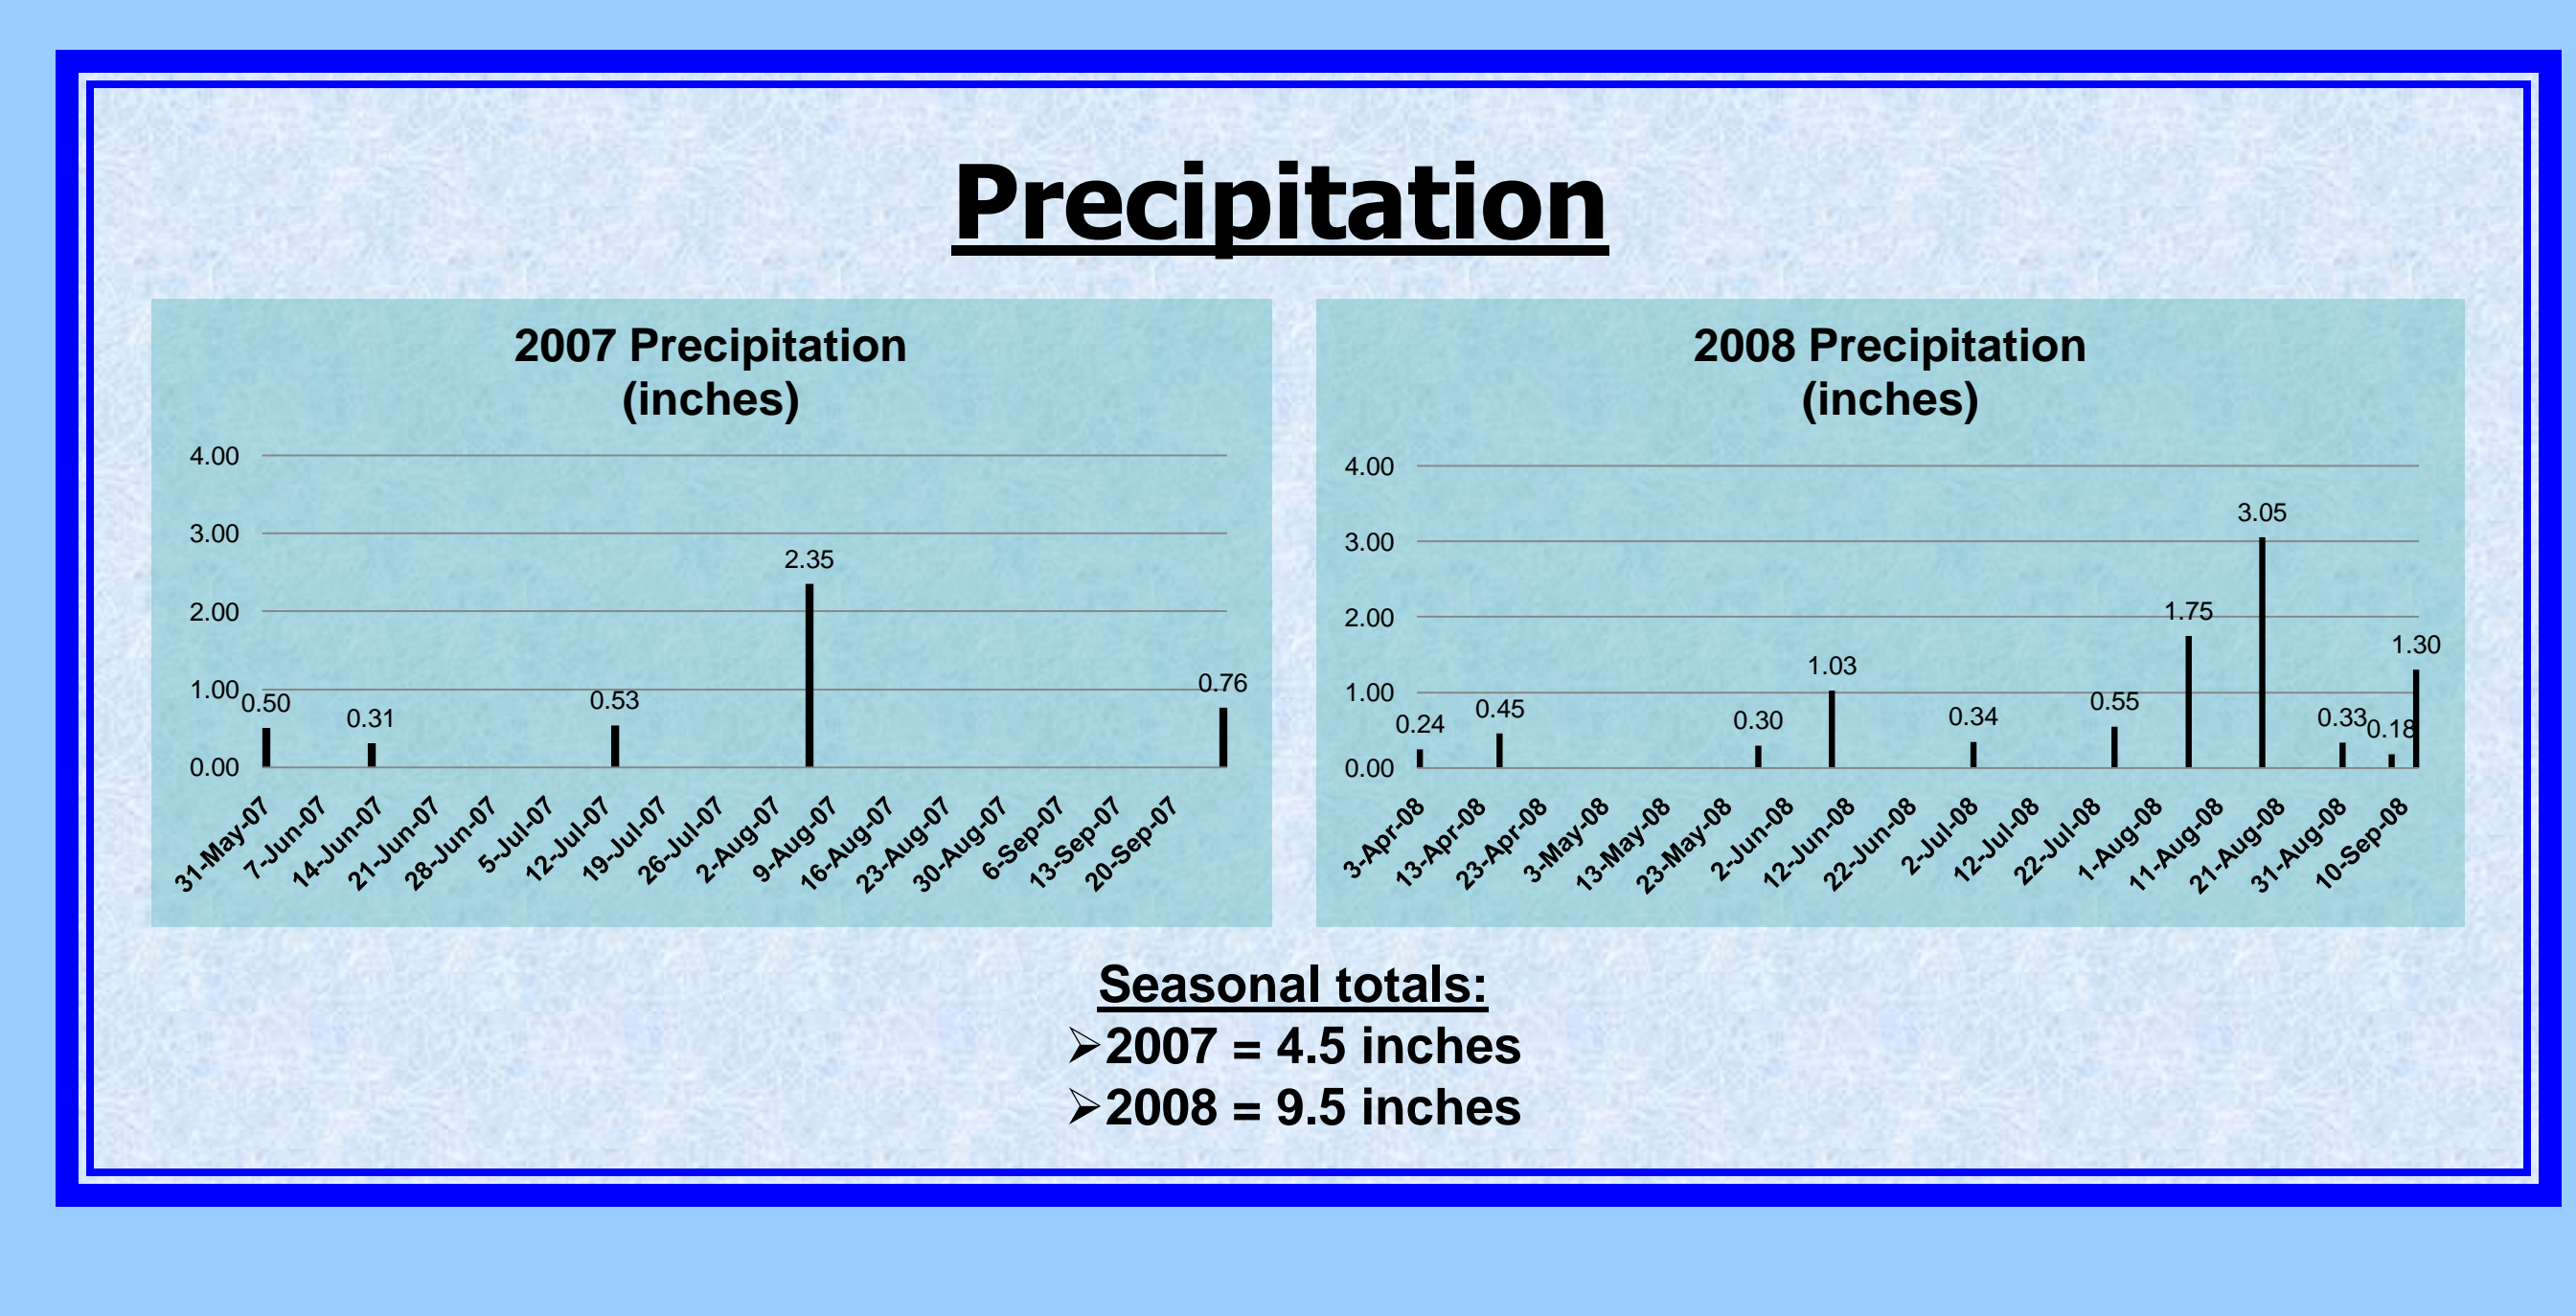 Precipitation
2007 Precipitation
(inches)
4.00
3.00
2.00
1.00
0.00
0.50
0.31
0.53
2.35
0.76
31-May-07
7-Jun-07
14-Jun-07
21-Jun-07
28-Jun-07
5-Jul-07
12-Jul-07
19-Jul-07
26-Jul-07
2-Aug-07
9-Aug-07
16-Aug-07
23-Aug-07
30-Aug-07
6-Sep-07
13-Sep-07
20-Sep-07
2008 Precipitation
(inches)
4.00
3.00
2.00
1.00
0.00
0.24
0.45
0.30
1.03
0.34
0.55
1.75
3.05
0.33
0.18
1.30
3-Apr-08
13-Apr-08
23-Apr-08
3-May-08
13-May-08
23-May-08
2-Jun-08
12-Jun-08
22-Jun-08
2-Jul-08
12-Jul-08
22-Jul-08
1-Aug-08
11-Aug-08
21-Aug-08
31-Aug-08
10-Sep-08
Seasonal totals:
➢2007 = 4.5 inches
➢2008 = 9.5 inches